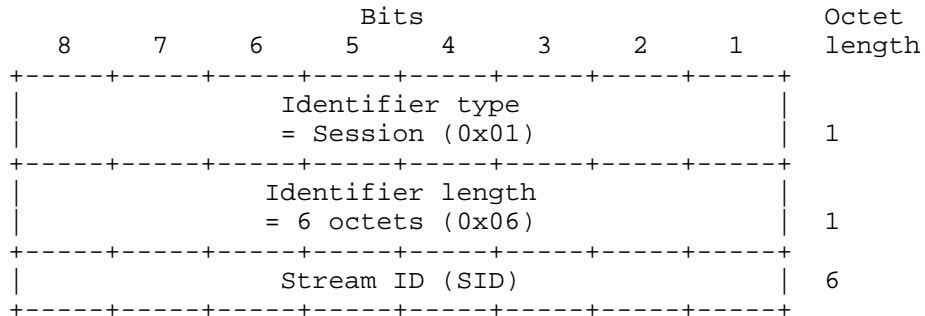 Bits                        Octet
   8     7     6     5     4     3     2     1    length
+-----+-----+-----+-----+-----+-----+-----+-----+
|                Identifier type                |
|                = Session (0x01)               | 1
+-----+-----+-----+-----+-----+-----+-----+-----+
|               Identifier length               |
|               = 6 octets (0x06)               | 1
+-----+-----+-----+-----+-----+-----+-----+-----+
|                Stream ID (SID)                | 6
+-----+-----+-----+-----+-----+-----+-----+-----+